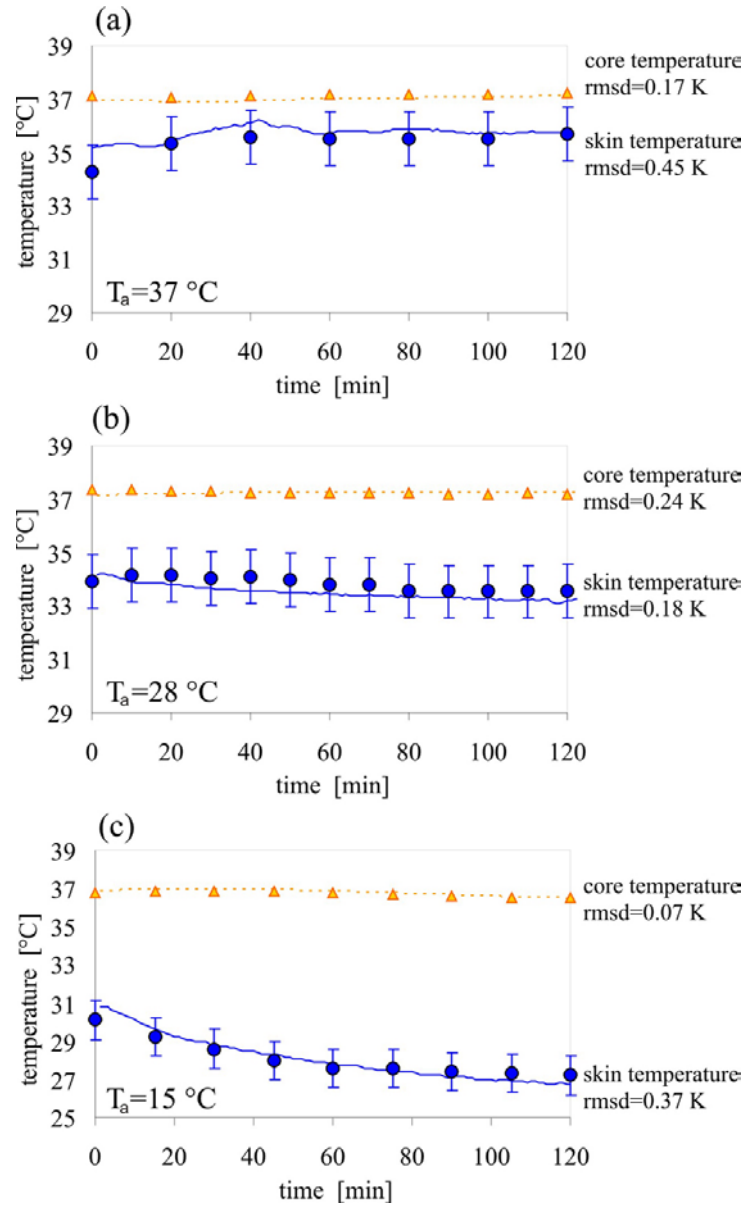 (a)
39
37
35
33
31
29
temperature [°C]
Tₐ=37 °C
0 20 40 60 80 100 120
time [min]
core temperature
rmsd=0.17 K
skin temperature
rmsd=0.45 K
(b)
39
37
35
33
31
29
temperature [°C]
Tₐ=28 °C
0 20 40 60 80 100 120
time [min]
core temperature
rmsd=0.24 K
skin temperature
rmsd=0.18 K
(c)
39
37
35
33
31
29
27
25
temperature [°C]
Tₐ=15 °C
0 20 40 60 80 100 120
time [min]
core temperature
rmsd=0.07 K
skin temperature
rmsd=0.37 K